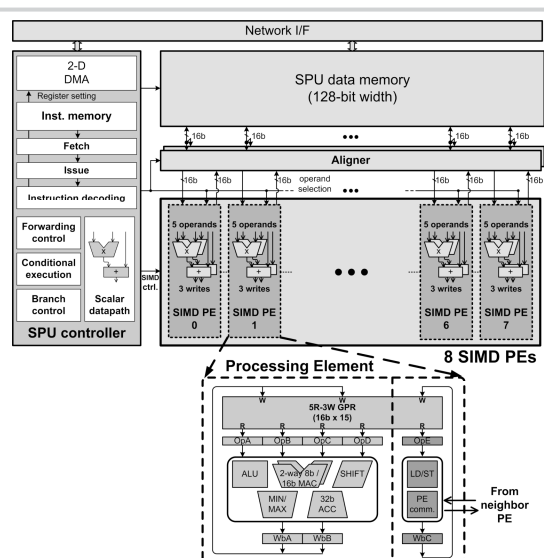 Network I/F
2-D
DMA
Register setting
Inst. memory
Fetch
Issue
Instruction decoding
Forwarding
control
Conditional
execution
Branch
control
Scalar
datapath
x
+
SPU controller
SPU data memory
(128-bit width)
16b
16b
16b
16b
Aligner
16b
16b
16b
16b
operand
selection
SIMD
ctrl.
5 operands
x
+
3 writes
SIMD PE
0
5 operands
x
+
3 writes
SIMD PE
1
5 operands
x
+
3 writes
SIMD PE
6
5 operands
x
+
3 writes
SIMD PE
7
8 SIMD PEs
Processing Element
W W W
5R-3W GPR
(16b x 15)
R R R R R
OpA OpB OpC OpD OpE
ALU
2-way 8b /
16b MAC
SHIFT
MIN/
MAX
32b
ACC
LD/ST
PE
comm.
WbA WbB WbC
From
neighbor
PE